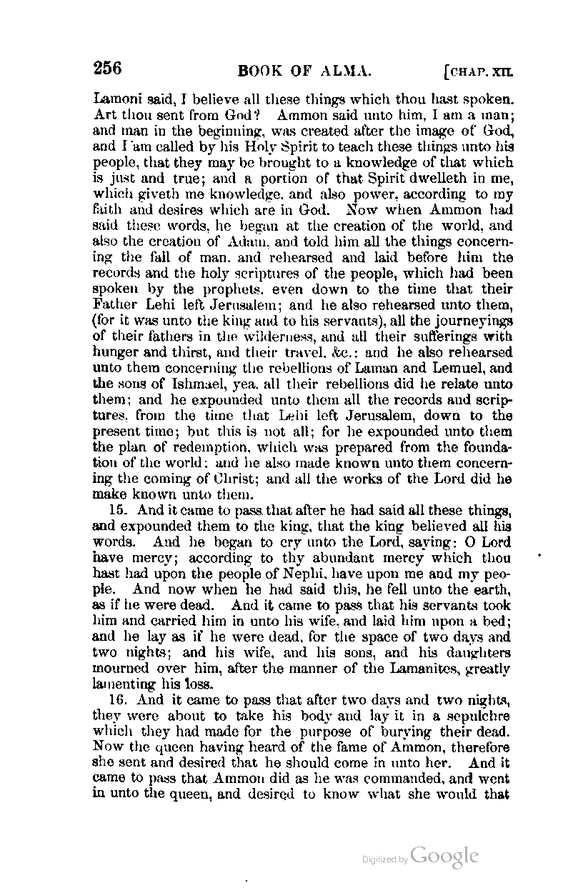 256 BOOK OF ALMA. [CHAP. XII.
Lamoni said, I believe all these things which thou hast spoken.
Art thou sent from God? Ammon said unto him, I am a man;
and man in the beginning, was created after the image of God,
and I am called by his Holy Spirit to teach these things unto his
people, that they may be brought to a knowledge of that which
is just and true; and a portion of that Spirit dwelleth in me,
which giveth me knowledge, and also power, according to my
faith and desires which are in God. Now when Ammon had
said these words, he began at the creation of the world, and
also the creation of Adam, and told him all the things concern-
ing the fall of man, and rehearsed and laid before him the
records and the holy scriptures of the people, which had been
spoken by the prophets, even down to the time that their
Father Lehi left Jerusalem; and he also rehearsed unto them,
(for it was unto the king and to his servants), all the journeyings
of their fathers in the wilderness, and all their sufferings with
hunger and thirst, and their travel, &c.: and he also rehearsed
unto them concerning the rebellions of Laman and Lemuel, and
the sons of Ishmael, yea, all their rebellions did he relate unto
them; and he expounded unto them all the records and scrip-
tures, from the time that Lehi left Jerusalem, down to the
present time; but this is not all; for he expounded unto them
the plan of redemption, which was prepared from the founda-
tion of the world; and he also made known unto them concern-
ing the coming of Christ; and all the works of the Lord did he
make known unto them.
15. And it came to pass that after he had said all these things,
and expounded them to the king, that the king believed all his
words. And he began to cry unto the Lord, saying: O Lord
have mercy; according to thy abundant mercy which thou
hast had upon the people of Nephi, have upon me and my peo-
ple. And now when he had said this, he fell unto the earth,
as if he were dead. And it came to pass that his servants took
him and carried him in unto his wife, and laid him upon a bed;
and he lay as if he were dead, for the space of two days and
two nights; and his wife, and his sons, and his daughters
mourned over him, after the manner of the Lamanites, greatly
lamenting his loss.
16. And it came to pass that after two days and two nights,
they were about to take his body and lay it in a sepulchre
which they had made for the purpose of burying their dead.
Now the queen having heard of the fame of Ammon, therefore
she sent and desired that he should come in unto her. And it
came to pass that Ammon did as he was commanded, and went
in unto the queen, and desired to know what she would that
Digitized by Google